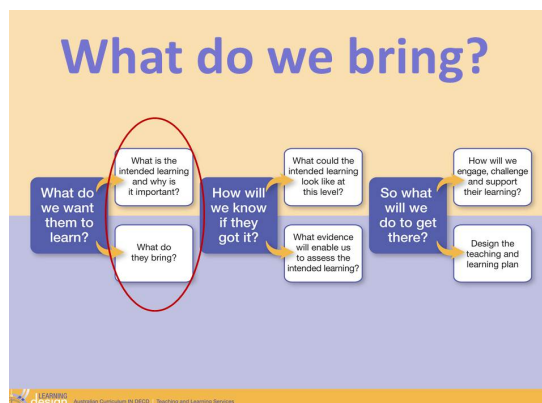 What do we bring?
What do
we want
them to
learn?
What is the
intended learning
and why is
it important?
What do
they bring?
How will
we know
if they
got it?
What could the
intended learning
look like at
this level?
What evidence
will enable us
to assess the
intended learning?
So what
will we
do to get
there?
How will we
engage, challenge
and support
their learning?
Design the
teaching and
learning plan
LEARNING
design
Australian Curriculum IN DECD | Teaching and Learning Services